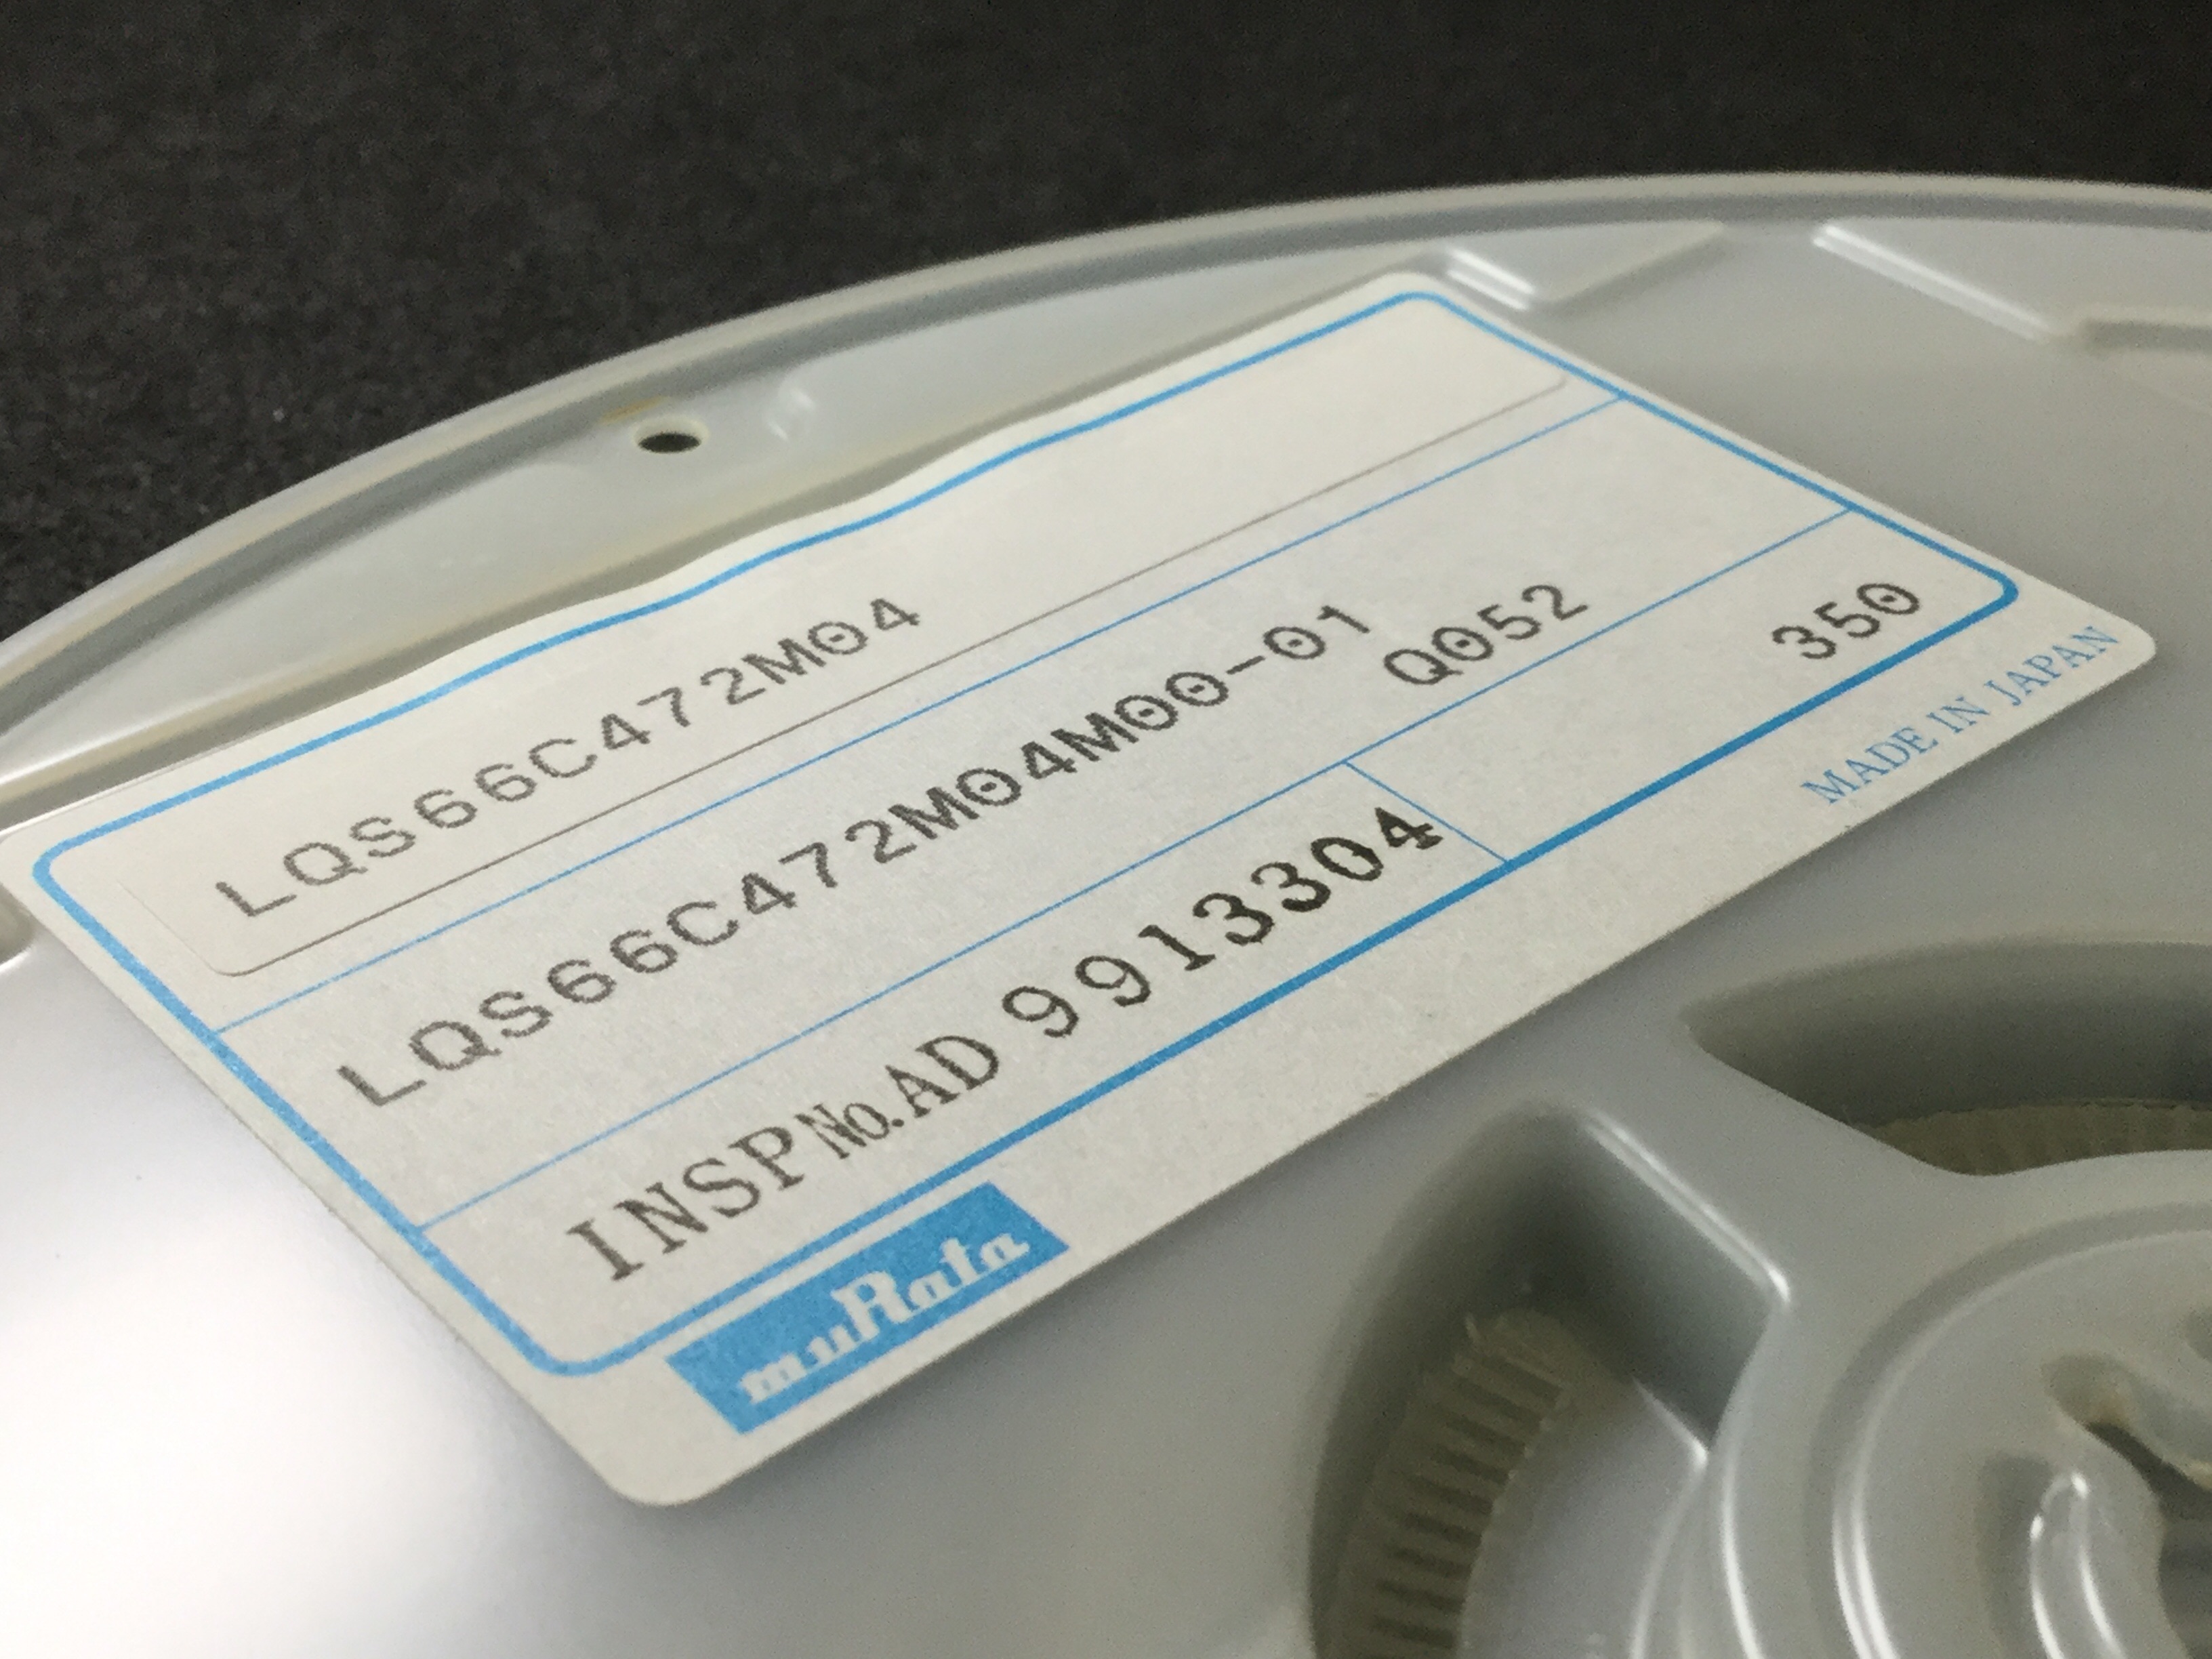 LQS66C472M04
LQS66C472M04M00-01
Q052
INSP No. AD 9913304
350
muRata
MADE IN JAPAN